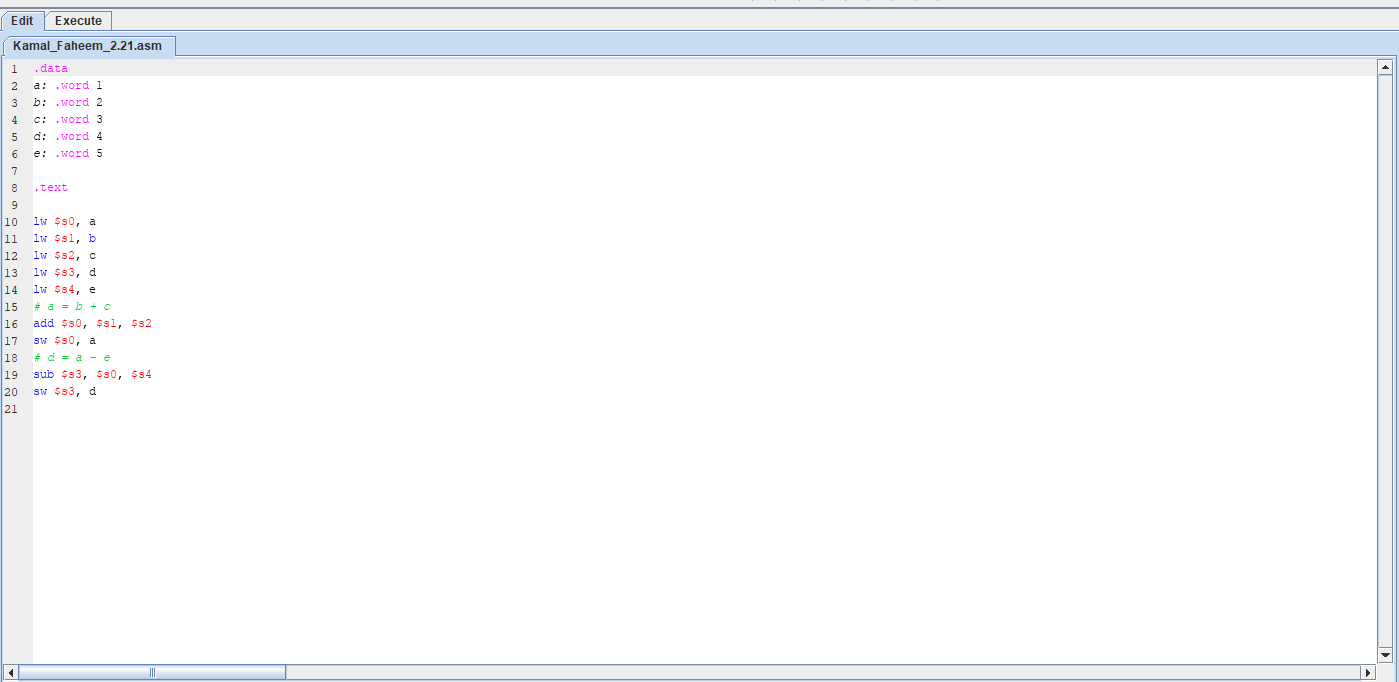 Edit Execute
Kamal_Faheem_2.21.asm
1 .data
2 a: .word 1
3 b: .word 2
4 c: .word 3
5 d: .word 4
6 e: .word 5
7
8 .text
9
10 lw $s0, a
11 lw $s1, b
12 lw $s2, c
13 lw $s3, d
14 lw $s4, e
15 # a = b + c
16 add $s0, $s1, $s2
17 sw $s0, a
18 # d = a - e
19 sub $s3, $s0, $s4
20 sw $s3, d
21